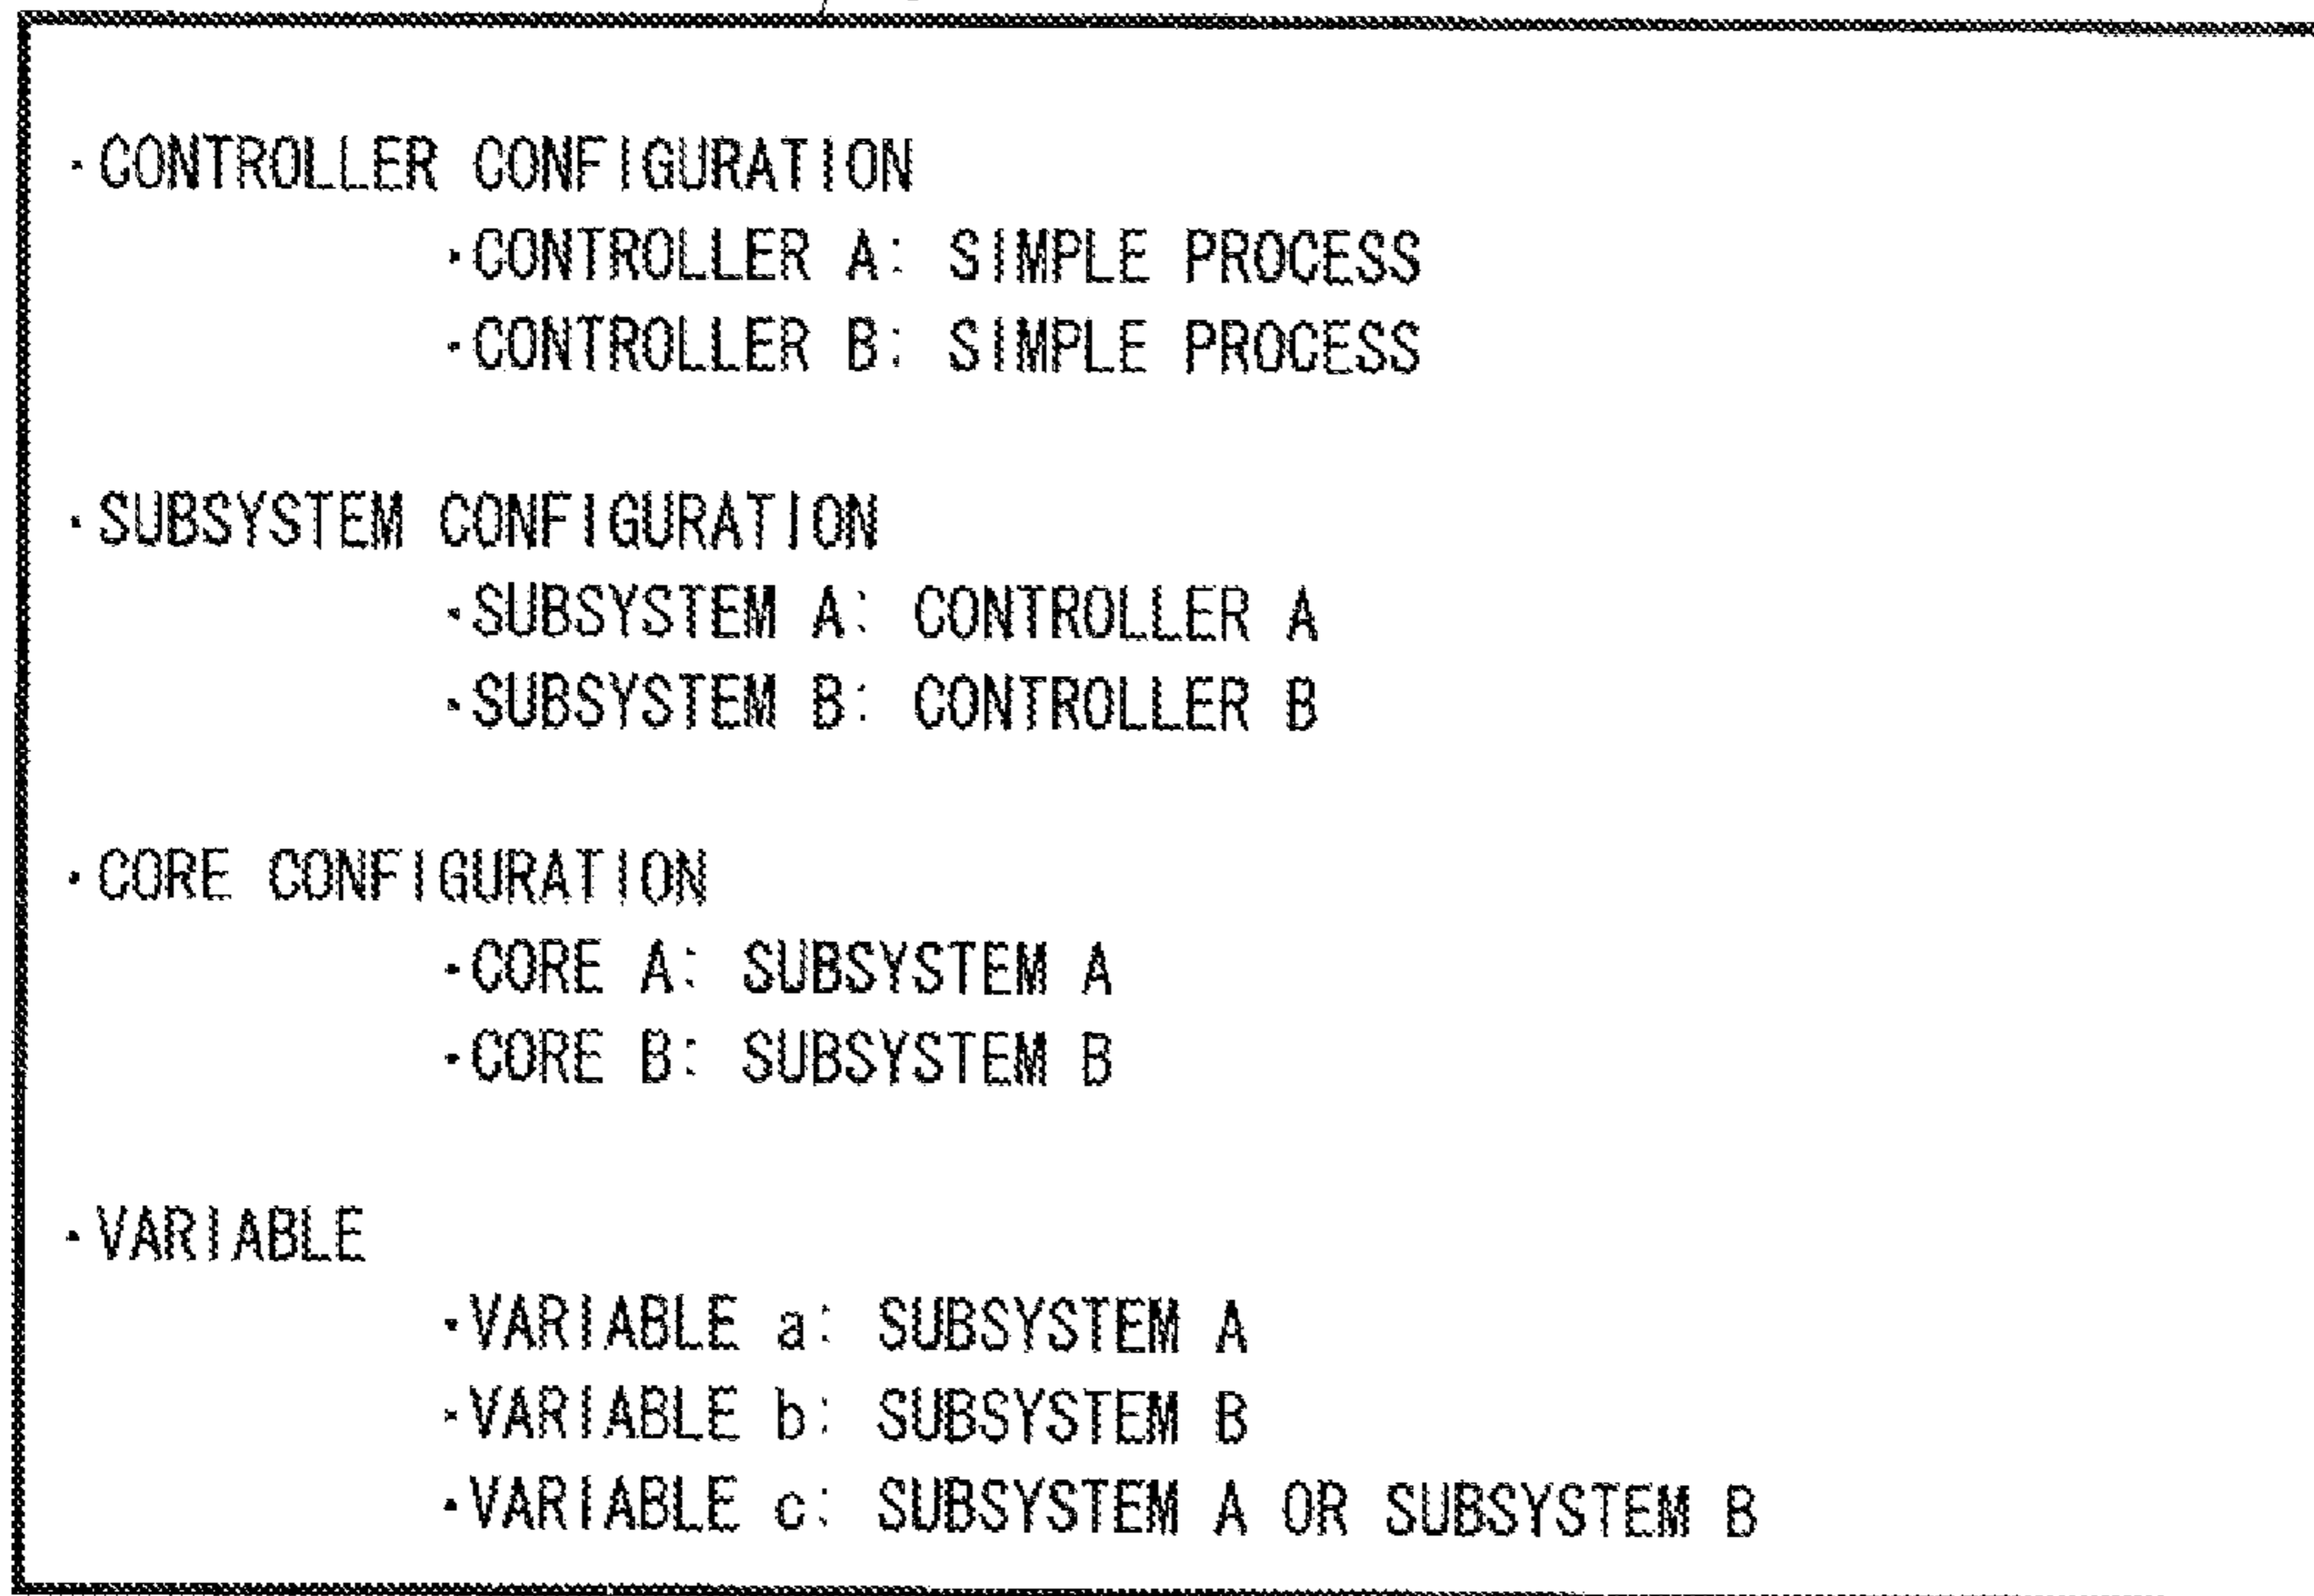 ·CONTROLLER CONFIGURATION
·CONTROLLER A: SIMPLE PROCESS
·CONTROLLER B: SIMPLE PROCESS
·SUBSYSTEM CONFIGURATION
·SUBSYSTEM A: CONTROLLER A
·SUBSYSTEM B: CONTROLLER B
·CORE CONFIGURATION
·CORE A: SUBSYSTEM A
·CORE B: SUBSYSTEM B
·VARIABLE
·VARIABLE a: SUBSYSTEM A
·VARIABLE b: SUBSYSTEM B
·VARIABLE c: SUBSYSTEM A OR SUBSYSTEM B